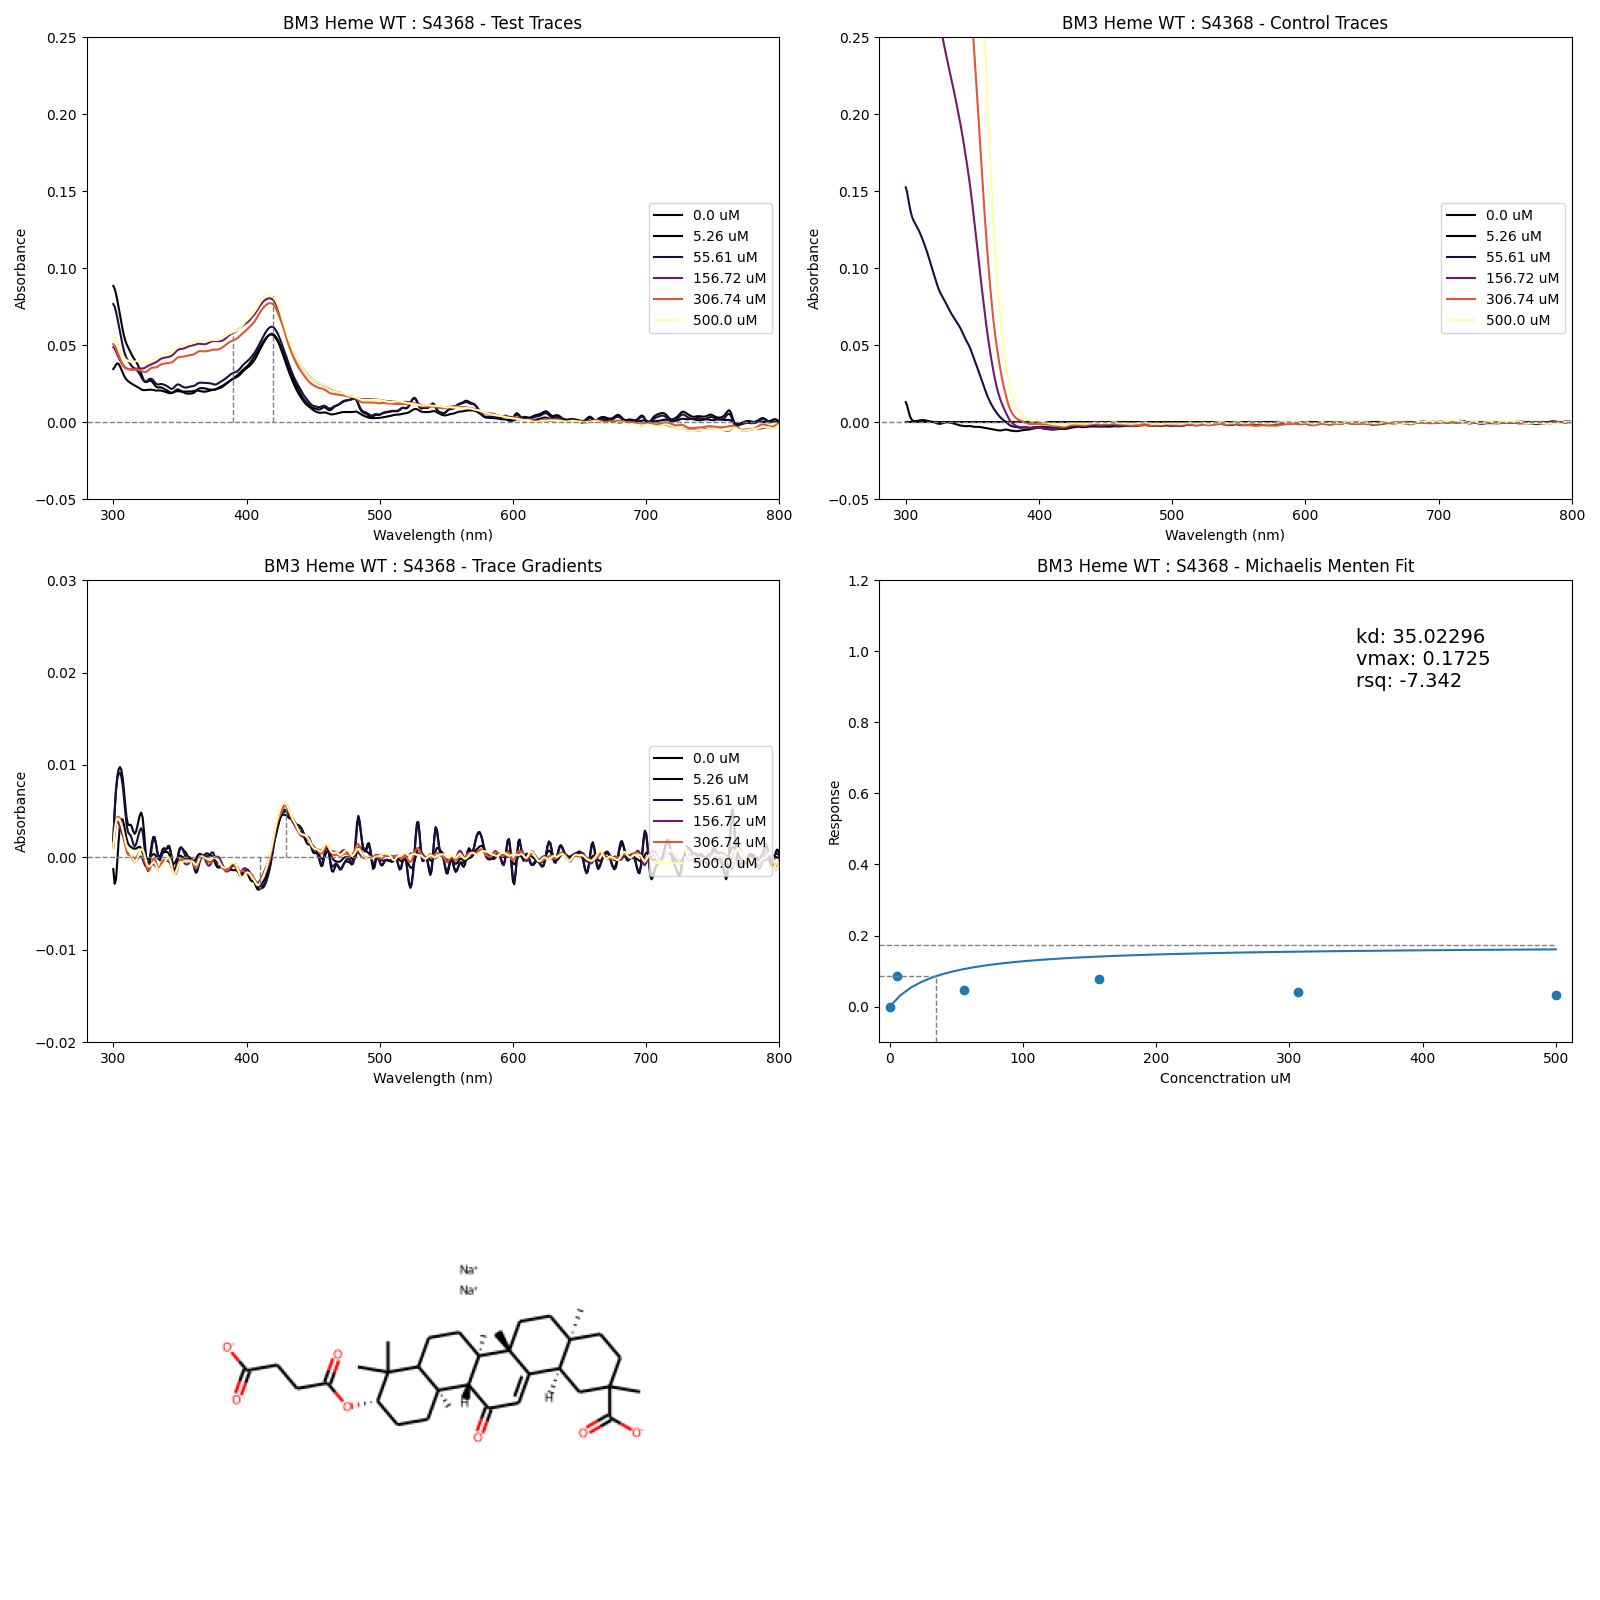 BM3 Heme WT : S4368 - Test Traces
0.25
0.20
0.15
0.10
0.05
0.00
−0.05
Absorbance
300 400 500 600 700 800
Wavelength (nm)
0.0 uM
5.26 uM
55.61 uM
156.72 uM
306.74 uM
500.0 uM
BM3 Heme WT : S4368 - Control Traces
0.25
0.20
0.15
0.10
0.05
0.00
−0.05
Absorbance
300 400 500 600 700 800
Wavelength (nm)
0.0 uM
5.26 uM
55.61 uM
156.72 uM
306.74 uM
500.0 uM
BM3 Heme WT : S4368 - Trace Gradients
0.03
0.02
0.01
0.00
−0.01
−0.02
Absorbance
300 400 500 600 700 800
Wavelength (nm)
0.0 uM
5.26 uM
55.61 uM
156.72 uM
306.74 uM
500.0 uM
BM3 Heme WT : S4368 - Michaelis Menten Fit
1.2
1.0
0.8
0.6
0.4
0.2
0.0
Response
0 100 200 300 400 500
Concenctration uM
kd: 35.02296
vmax: 0.1725
rsq: -7.342
Na⁺
Na⁺
O⁻
O
O
O
H
O
H
O
O⁻